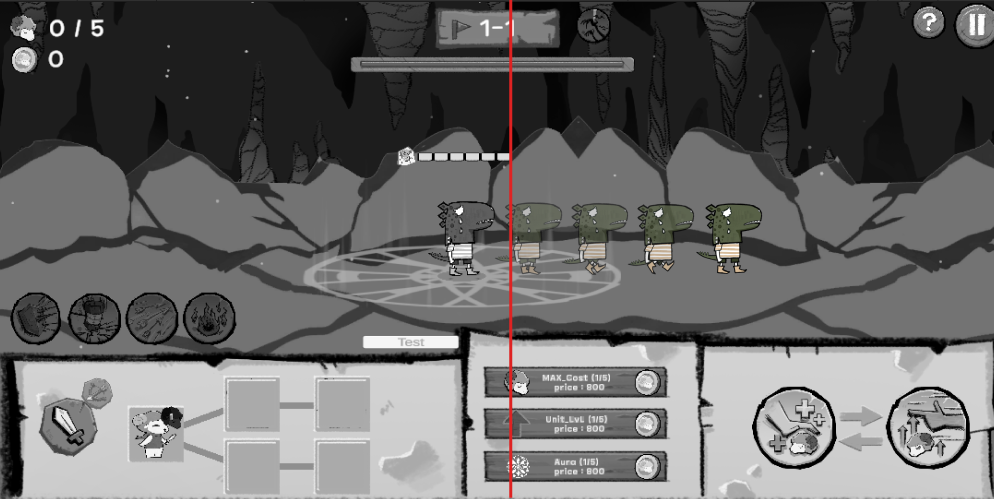 0 / 5
1-1
?
0
Test
MAX_Cost (1/5)
price : 800
Unit_Lvl (1/5)
price : 800
Aura (1/5)
price : 800